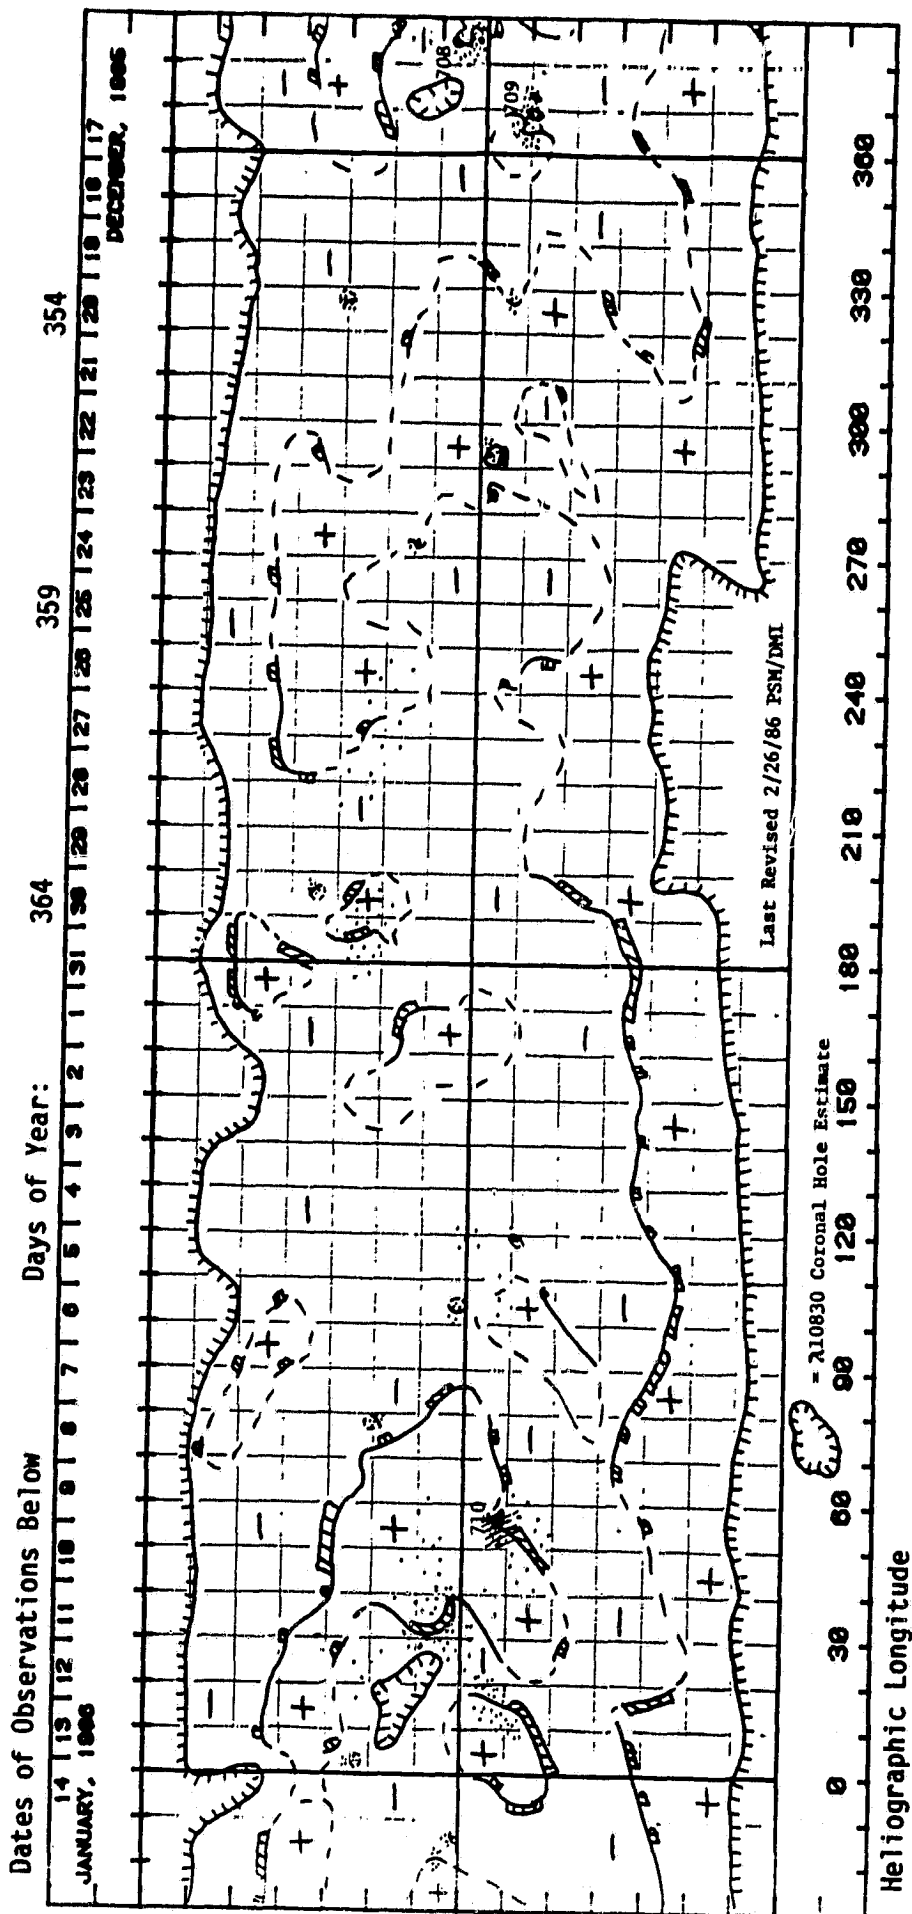 Dates of Observations Below
Days of Year: 364 359 354
14 | 13 | 12 | 11 | 10 | 9 | 8 | 7 | 6 | 5 | 4 | 3 | 2 | 1 | 31 | 30 | 29 | 28 | 27 | 26 | 25 | 24 | 23 | 22 | 21 | 20 | 19 | 18 | 17
JANUARY, 1986 DECEMBER, 1985
708
709
710
Last Revised 2/26/86 PSM/DMI
= λ10830 Coronal Hole Estimate
0 30 60 90 120 150 180 210 240 270 300 330 360
Heliographic Longitude